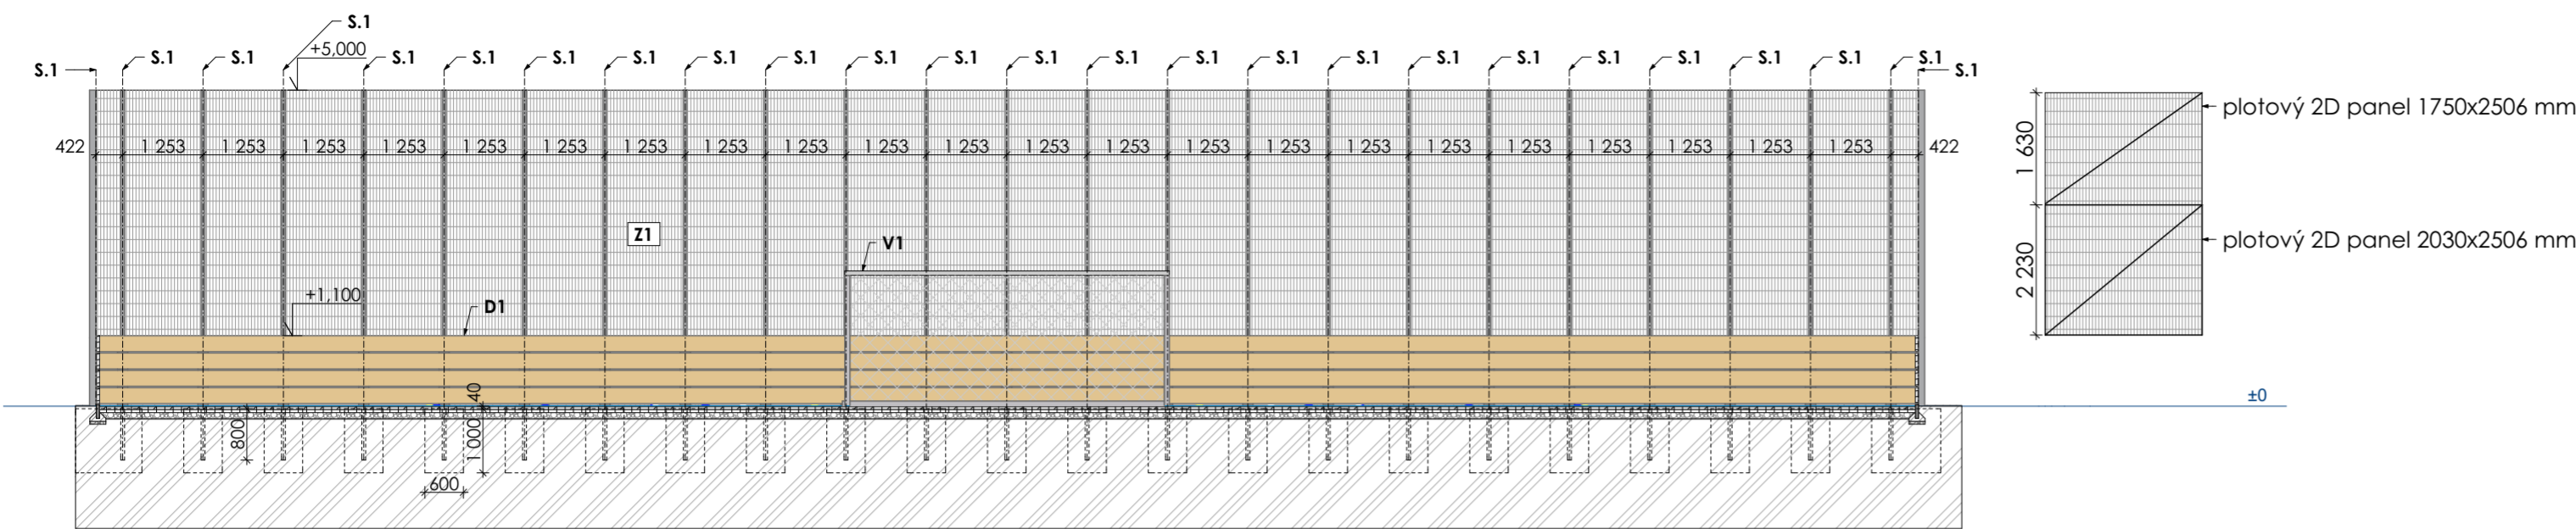 S.1
+5,000
S.1 S.1 S.1 S.1 S.1 S.1 S.1 S.1 S.1 S.1 S.1 S.1 S.1 S.1 S.1 S.1 S.1 S.1 S.1 S.1 S.1 S.1
S.1
S.1
422 1 253 1 253 1 253 1 253 1 253 1 253 1 253 1 253 1 253 1 253 1 253 1 253 1 253 1 253 1 253 1 253 1 253 1 253 1 253 1 253 1 253 1 253 422
Z1
V1
+1,100
D1
40
800
1 000
600
±0
1 630
plotový 2D panel 1750x2506 mm
2 230
plotový 2D panel 2030x2506 mm